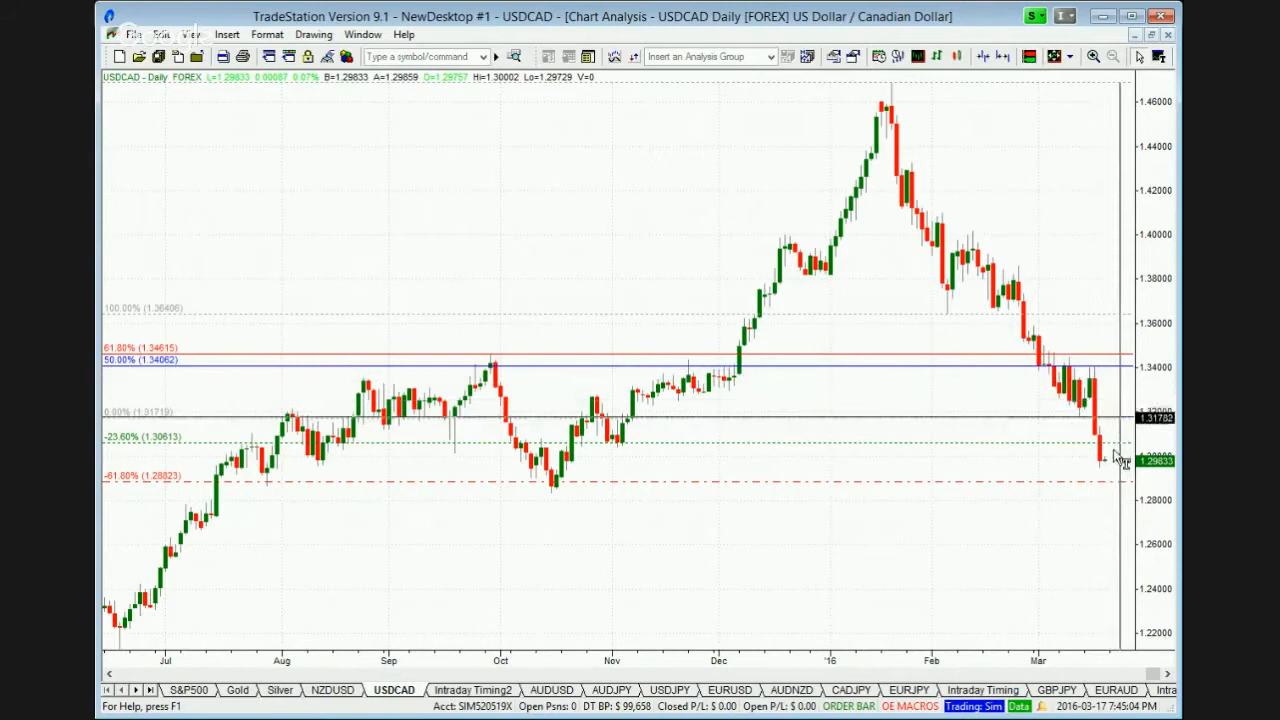 TradeStation Version 9.1 - NewDesktop #1 - USDCAD - [Chart Analysis - USDCAD Daily [FOREX] US Dollar / Canadian Dollar]
S
I
File Edit View Insert Format Drawing Window Help
Google
Type a symbol/command
Insert an Analysis Group
USDCAD - Daily FOREX L=1.29833 0.00087 0.07% B=1.29833 A=1.29859 O=1.29757 Hi=1.30002 Lo=1.29729 V=0
1.46000
1.44000
1.42000
1.40000
1.38000
100.00% (1.36406)
1.36000
61.80% (1.34615)
50.00% (1.34062)
1.34000
0.00% (1.31719)
1.32000
1.31782
-23.60% (1.30613)
1.29833
-61.80% (1.28823)
1.28000
1.26000
1.24000
1.22000
Jul Aug Sep Oct Nov Dec '16 Feb Mar
S&P500 Gold Silver NZDUSD USDCAD Intraday Timing2 AUDUSD AUDJPY USDJPY EURUSD AUDNZD CADJPY EURJPY Intraday Timing GBPJPY EURAUD Intra
For Help, press F1 Acct: SIM520519X Open Psns: 0 DT BP: $ 99,658 Closed P/L: $ 0.00 Open P/L: $ 0.00 ORDER BAR OE MACROS Trading: Sim Data 2016-03-17 7:45:04 PM